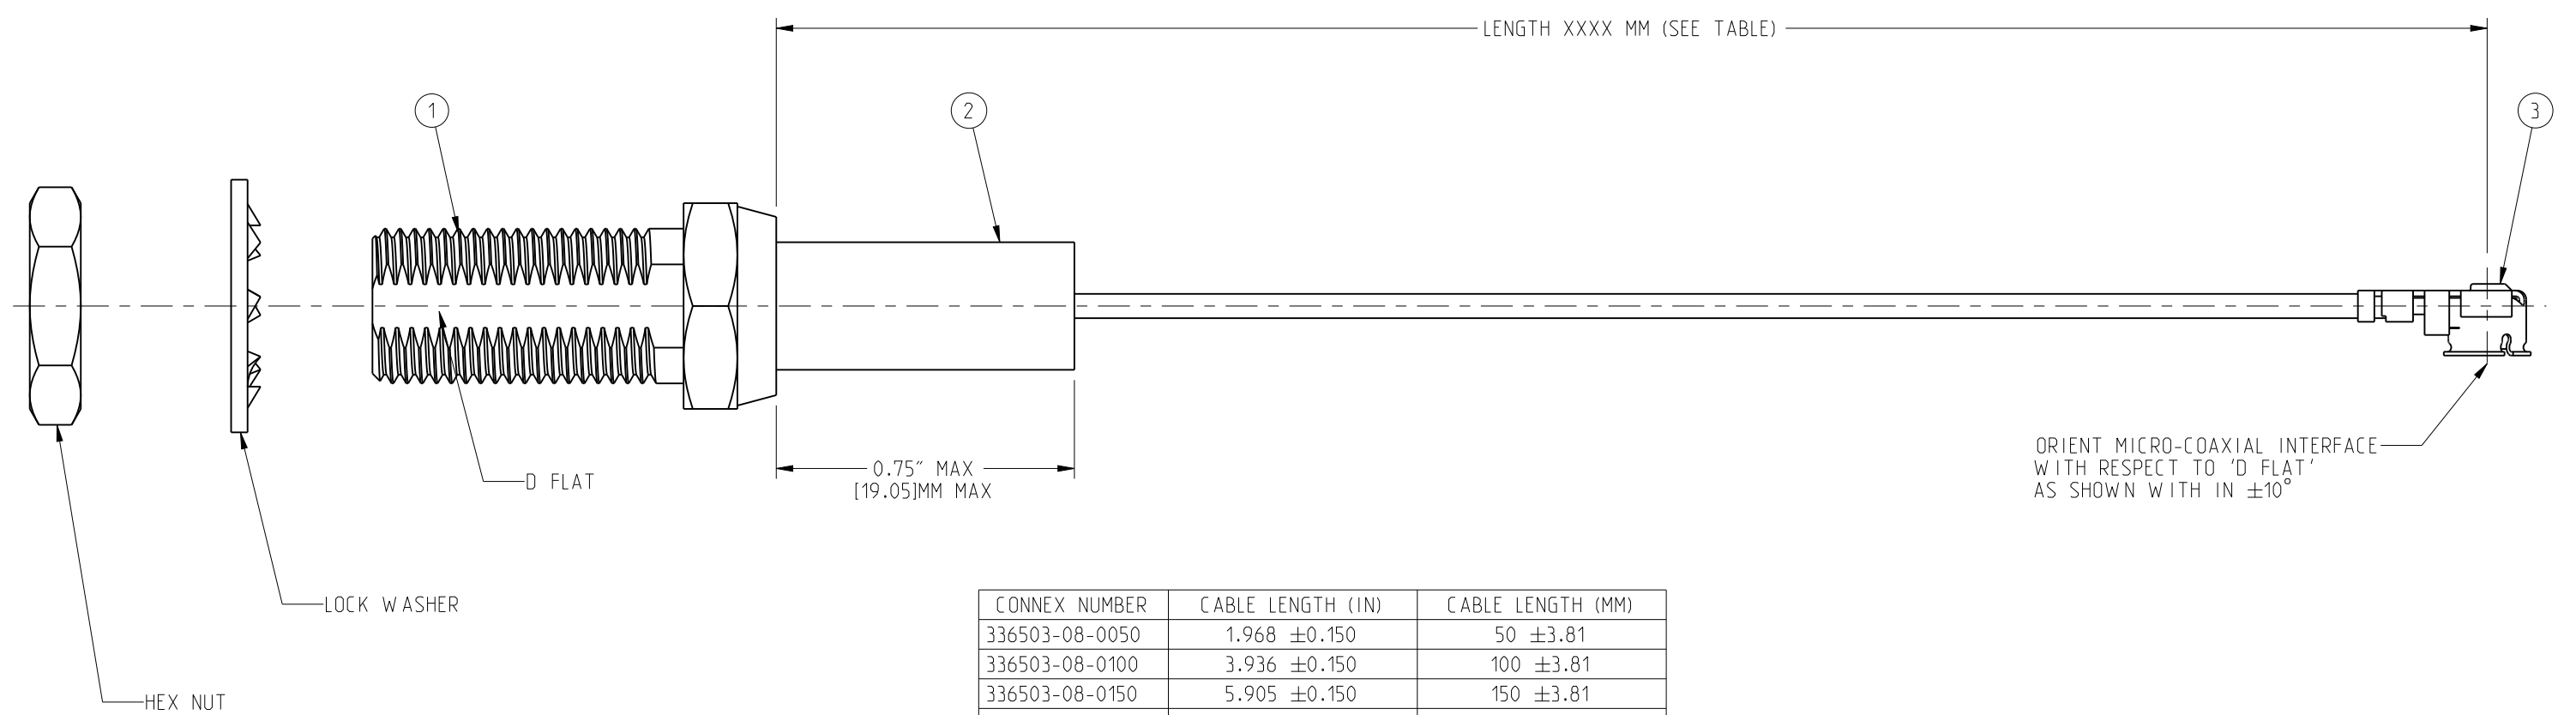 LENGTH XXXX MM (SEE TABLE)
1
2
3
D FLAT
0.75" MAX
[19.05]MM MAX
ORIENT MICRO-COAXIAL INTERFACE
WITH RESPECT TO 'D FLAT'
AS SHOWN WITH IN ±10°
LOCK WASHER
HEX NUT
CONNEX NUMBER CABLE LENGTH (IN) CABLE LENGTH (MM)
336503-08-0050 1.968 ±0.150 50 ±3.81
336503-08-0100 3.936 ±0.150 100 ±3.81
336503-08-0150 5.905 ±0.150 150 ±3.81